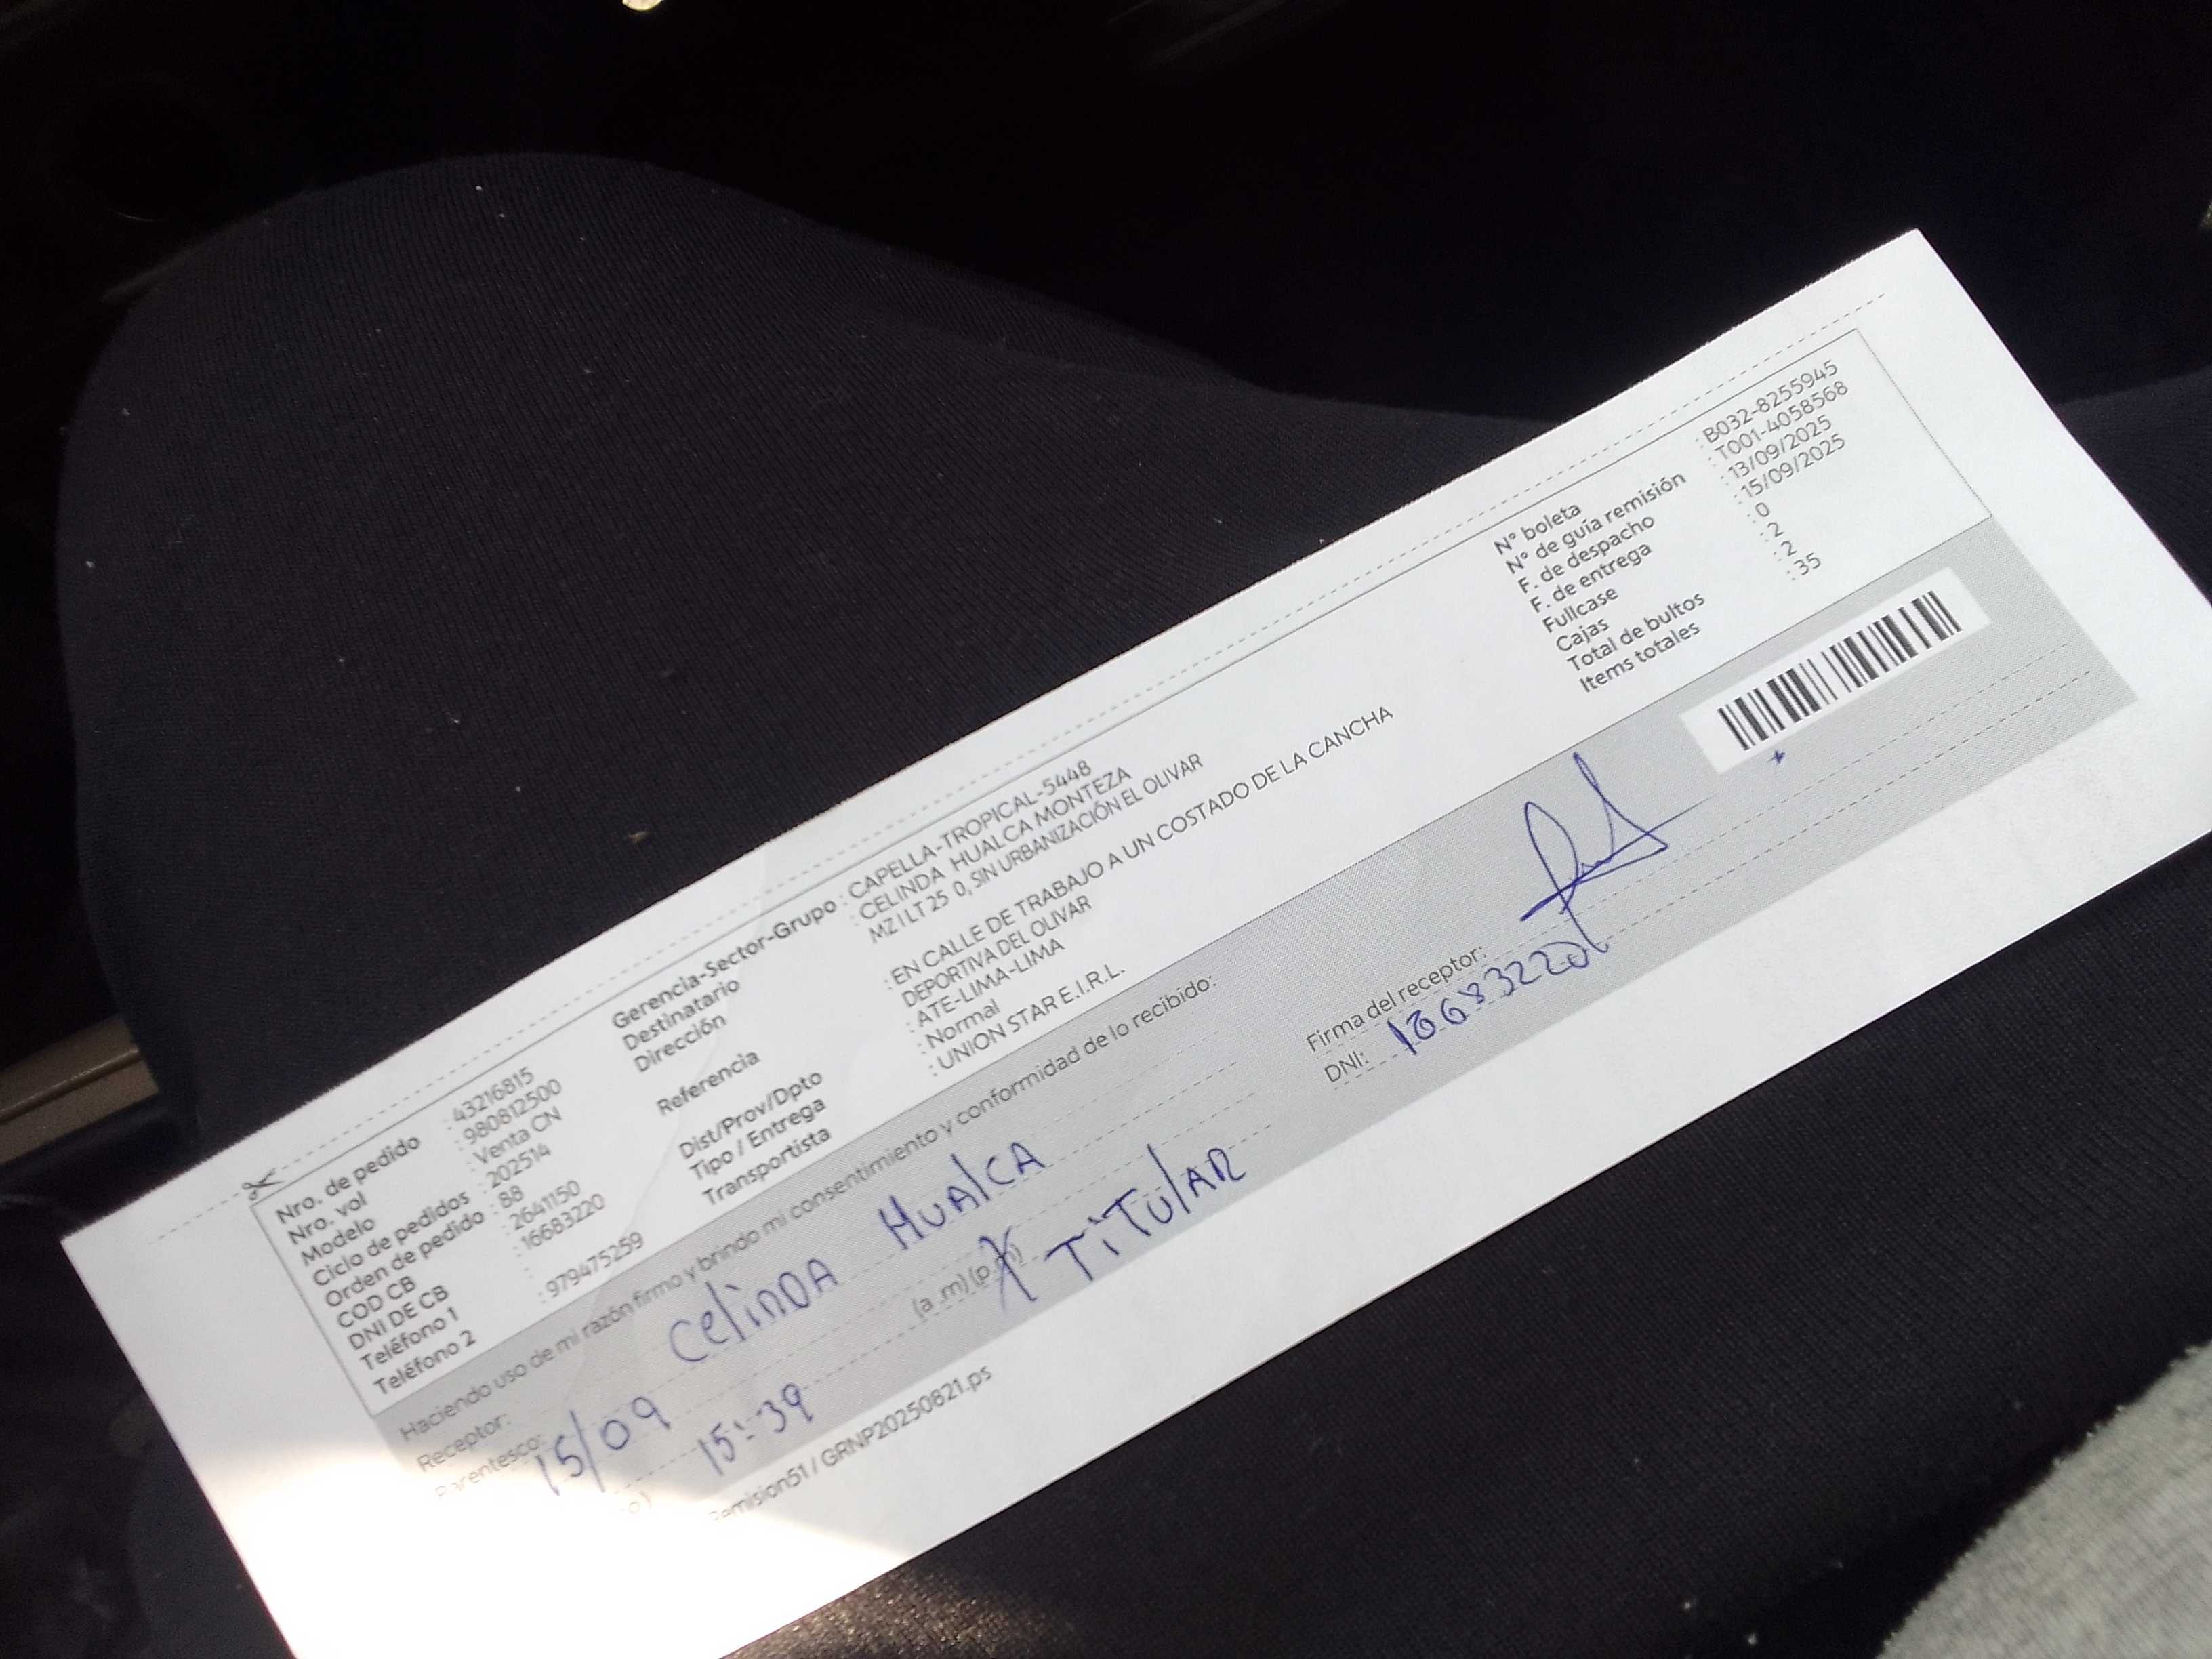 Nro. de pedido : 43216815
Nro. vol : 980812500
Modelo : Venta CN
Ciclo de pedidos : 202514
Orden de pedido : 88
COD CB : 2641150
DNI DE CB : 16683220
Teléfono 1
Teléfono 2 : 979475259
Gerencia-Sector-Grupo : CAPELLA-TROPICAL-5448
Destinatario : CELINDA HUALCA MONTEZA
Dirección MZ I LT 25 0, SIN URBANIZACIÓN EL OLIVAR
Referencia : EN CALLE DE TRABAJO A UN COSTADO DE LA CANCHA
DEPORTIVA DEL OLIVAR
Dist/Prov/Dpto : ATE-LIMA-LIMA
Tipo / Entrega : Normal
Transportista : UNION STAR E.I.R.L.
N° boleta : B032-8255945
N° de guía remisión : T001-4058568
F. de despacho : 13/09/2025
F. de entrega : 15/09/2025
Fullcase : 0
Cajas : 2
Total de bultos : 2
Items totales : 35
Haciendo uso de mi razón firmo y brindo mi consentimiento y conformidad de lo recibido:
Receptor: Celinda Hualca
Parentesco: 15/09 (a .m) (p .m) Titular
15:39
Firma del receptor:
DNI: 16683220
Remision51 / GRNP20250821.ps